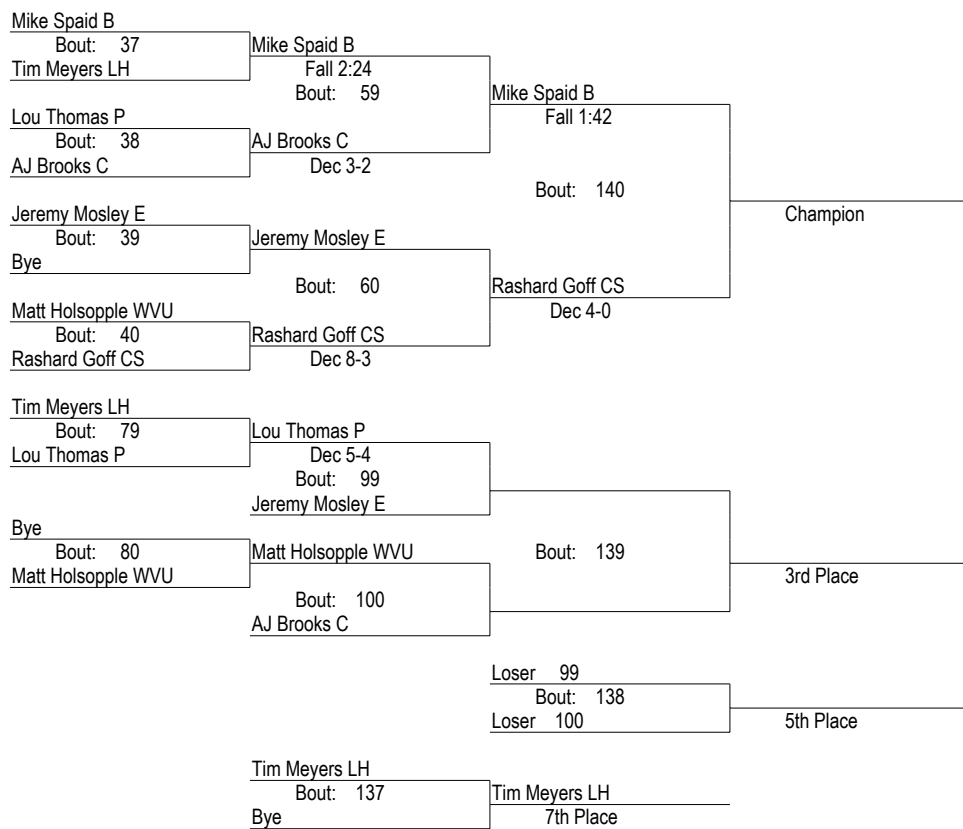 Mike Spaid B
Bout: 37
Tim Meyers LH
Mike Spaid B
Fall 2:24
Bout: 59
Lou Thomas P
Bout: 38
AJ Brooks C
AJ Brooks C
Dec 3-2
Mike Spaid B
Fall 1:42
Bout: 140
Champion
Jeremy Mosley E
Bout: 39
Bye
Jeremy Mosley E
Bout: 60
Matt Holsopple WVU
Bout: 40
Rashard Goff CS
Rashard Goff CS
Dec 8-3
Rashard Goff CS
Dec 4-0
Tim Meyers LH
Bout: 79
Lou Thomas P
Lou Thomas P
Dec 5-4
Bout: 99
Jeremy Mosley E
Bye
Bout: 80
Matt Holsopple WVU
Matt Holsopple WVU
Bout: 100
AJ Brooks C
Bout: 139
3rd Place
Loser 99
Bout: 138
Loser 100
5th Place
Tim Meyers LH
Bout: 137
Bye
Tim Meyers LH
7th Place